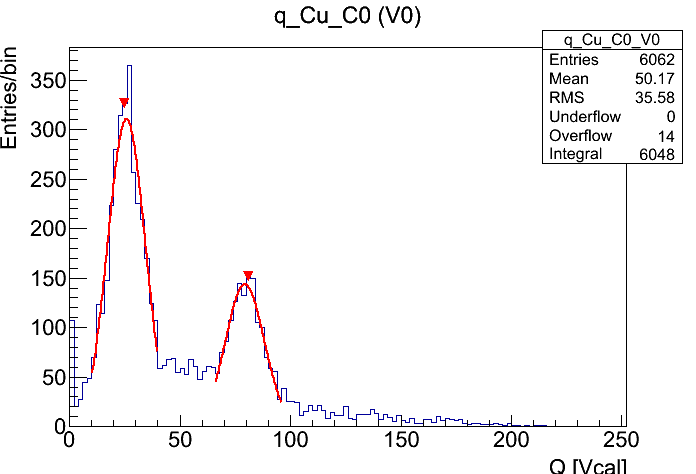 q_Cu_C0 (V0)
q_Cu_C0_V0
Entries 6062
Mean 50.17
RMS 35.58
Underflow 0
Overflow 14
Integral 6048
Entries/bin
350
300
250
200
150
100
50
0
0 50 100 150 200 250
Q [Vcal]